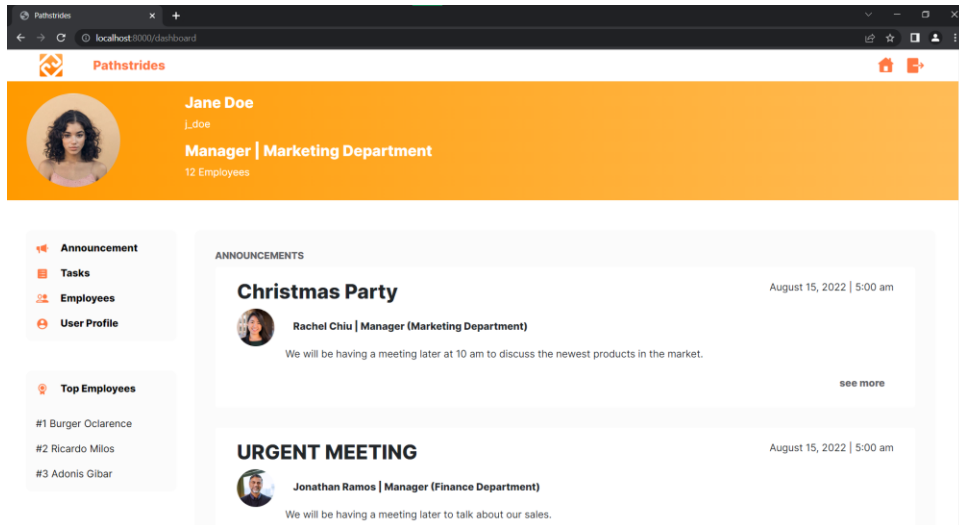 Pathstrides
localhost:8000/dashboard
Pathstrides
Jane Doe
j_doe
Manager | Marketing Department
12 Employees
Announcement
Tasks
Employees
User Profile
Top Employees
#1 Burger Oclarence
#2 Ricardo Milos
#3 Adonis Gibar
ANNOUNCEMENTS
Christmas Party
August 15, 2022 | 5:00 am
Rachel Chiu | Manager (Marketing Department)
We will be having a meeting later at 10 am to discuss the newest products in the market.
see more
URGENT MEETING
August 15, 2022 | 5:00 am
Jonathan Ramos | Manager (Finance Department)
We will be having a meeting later to talk about our sales.